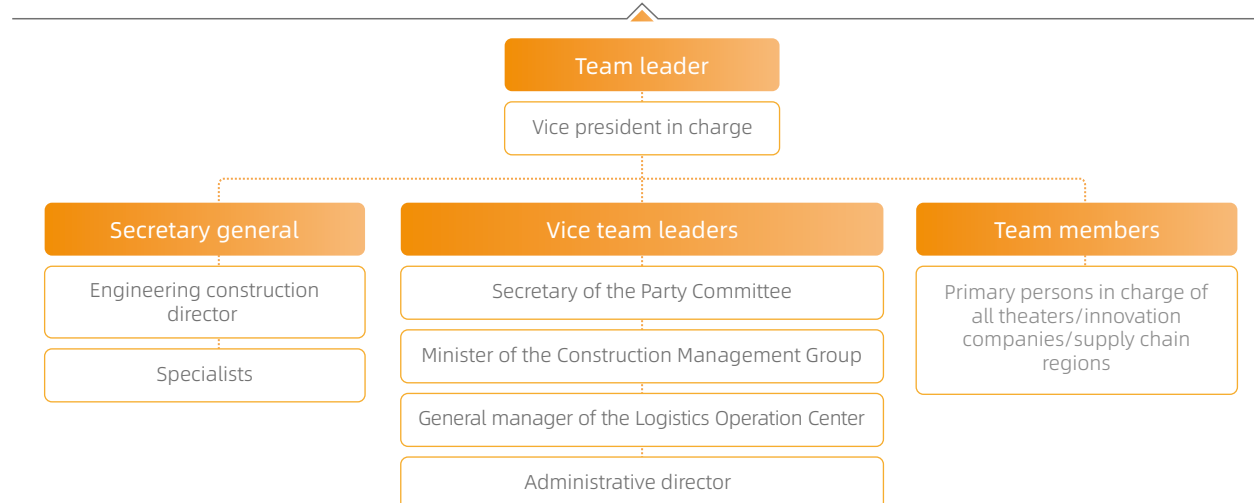 Team leader
Vice president in charge
Secretary general
Engineering construction
director
Specialists
Vice team leaders
Secretary of the Party Committee
Minister of the Construction Management Group
General manager of the Logistics Operation Center
Administrative director
Team members
Primary persons in charge of
all theaters/innovation
companies/supply chain
regions